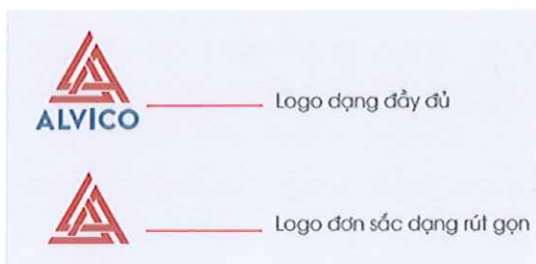 ALVICO
Logo dạng đầy đủ
Logo đơn sắc dạng rút gọn